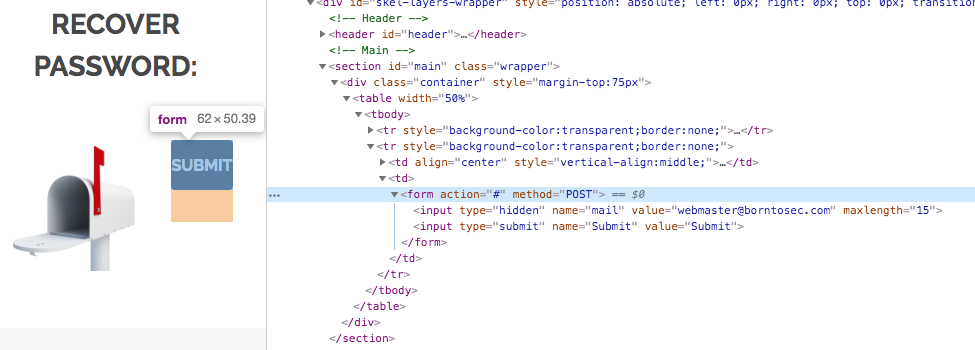 RECOVER
PASSWORD:
form 62 × 50.39
SUBMIT
<div id="skel-layers-wrapper" style="position: absolute; left: 0px; right: 0px; top: 0px; transition
<!-- Header -->
<header id="header">…</header>
<!-- Main -->
<section id="main" class="wrapper">
<div class="container" style="margin-top:75px">
<table width="50%">
<tbody>
<tr style="background-color:transparent;border:none;">…</tr>
<tr style="background-color:transparent;border:none;">
<td align="center" style="vertical-align:middle;">…</td>
<td>
… <form action="#" method="POST"> == $0
<input type="hidden" name="mail" value="webmaster@borntosec.com" maxlength="15">
<input type="submit" name="Submit" value="Submit">
</form>
</td>
</tr>
</tbody>
</table>
</div>
</section>